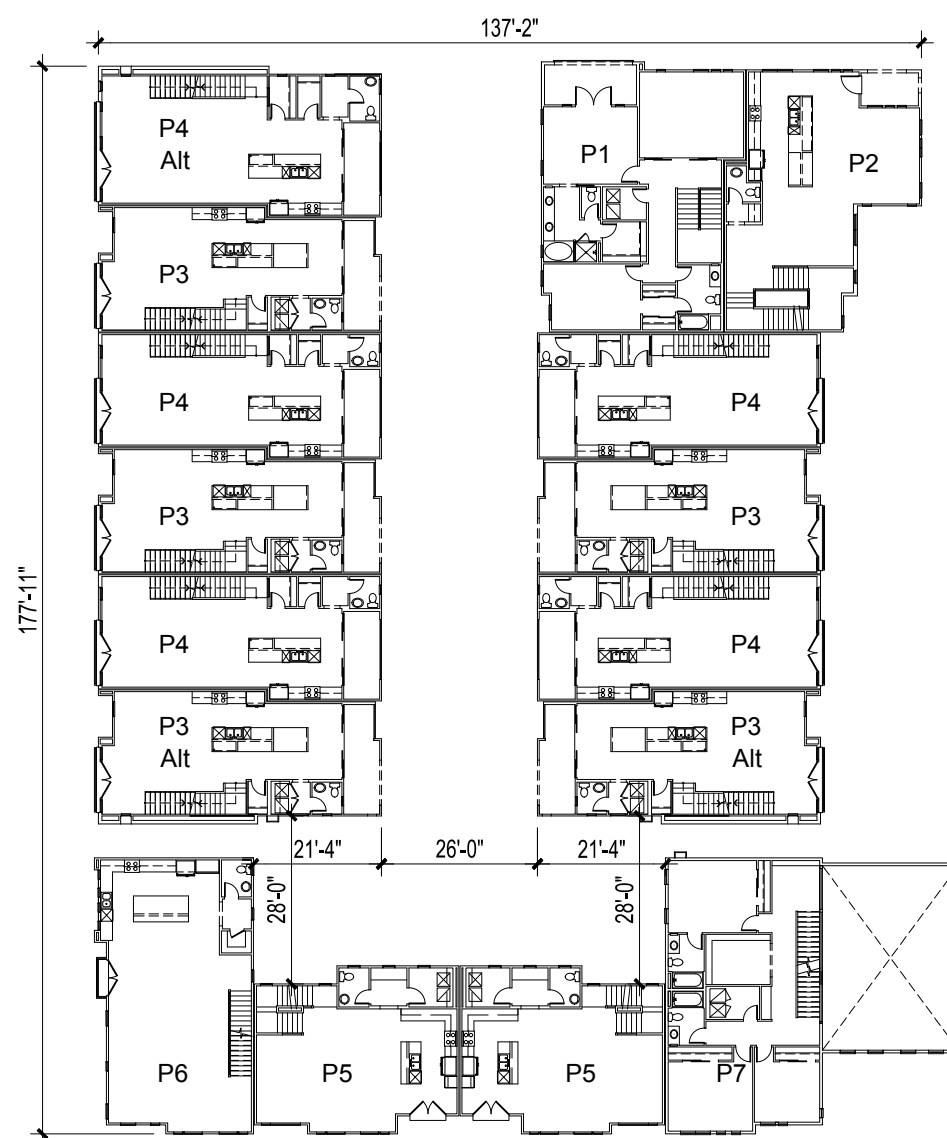 137'-2"
P4
Alt
P1
P2
P3
P4
P4
P3
P3
177'-11"
P4
P4
P3
Alt
P3
Alt
21'-4"
26'-0"
21'-4"
28'-0"
28'-0"
P6
P5
P5
P7